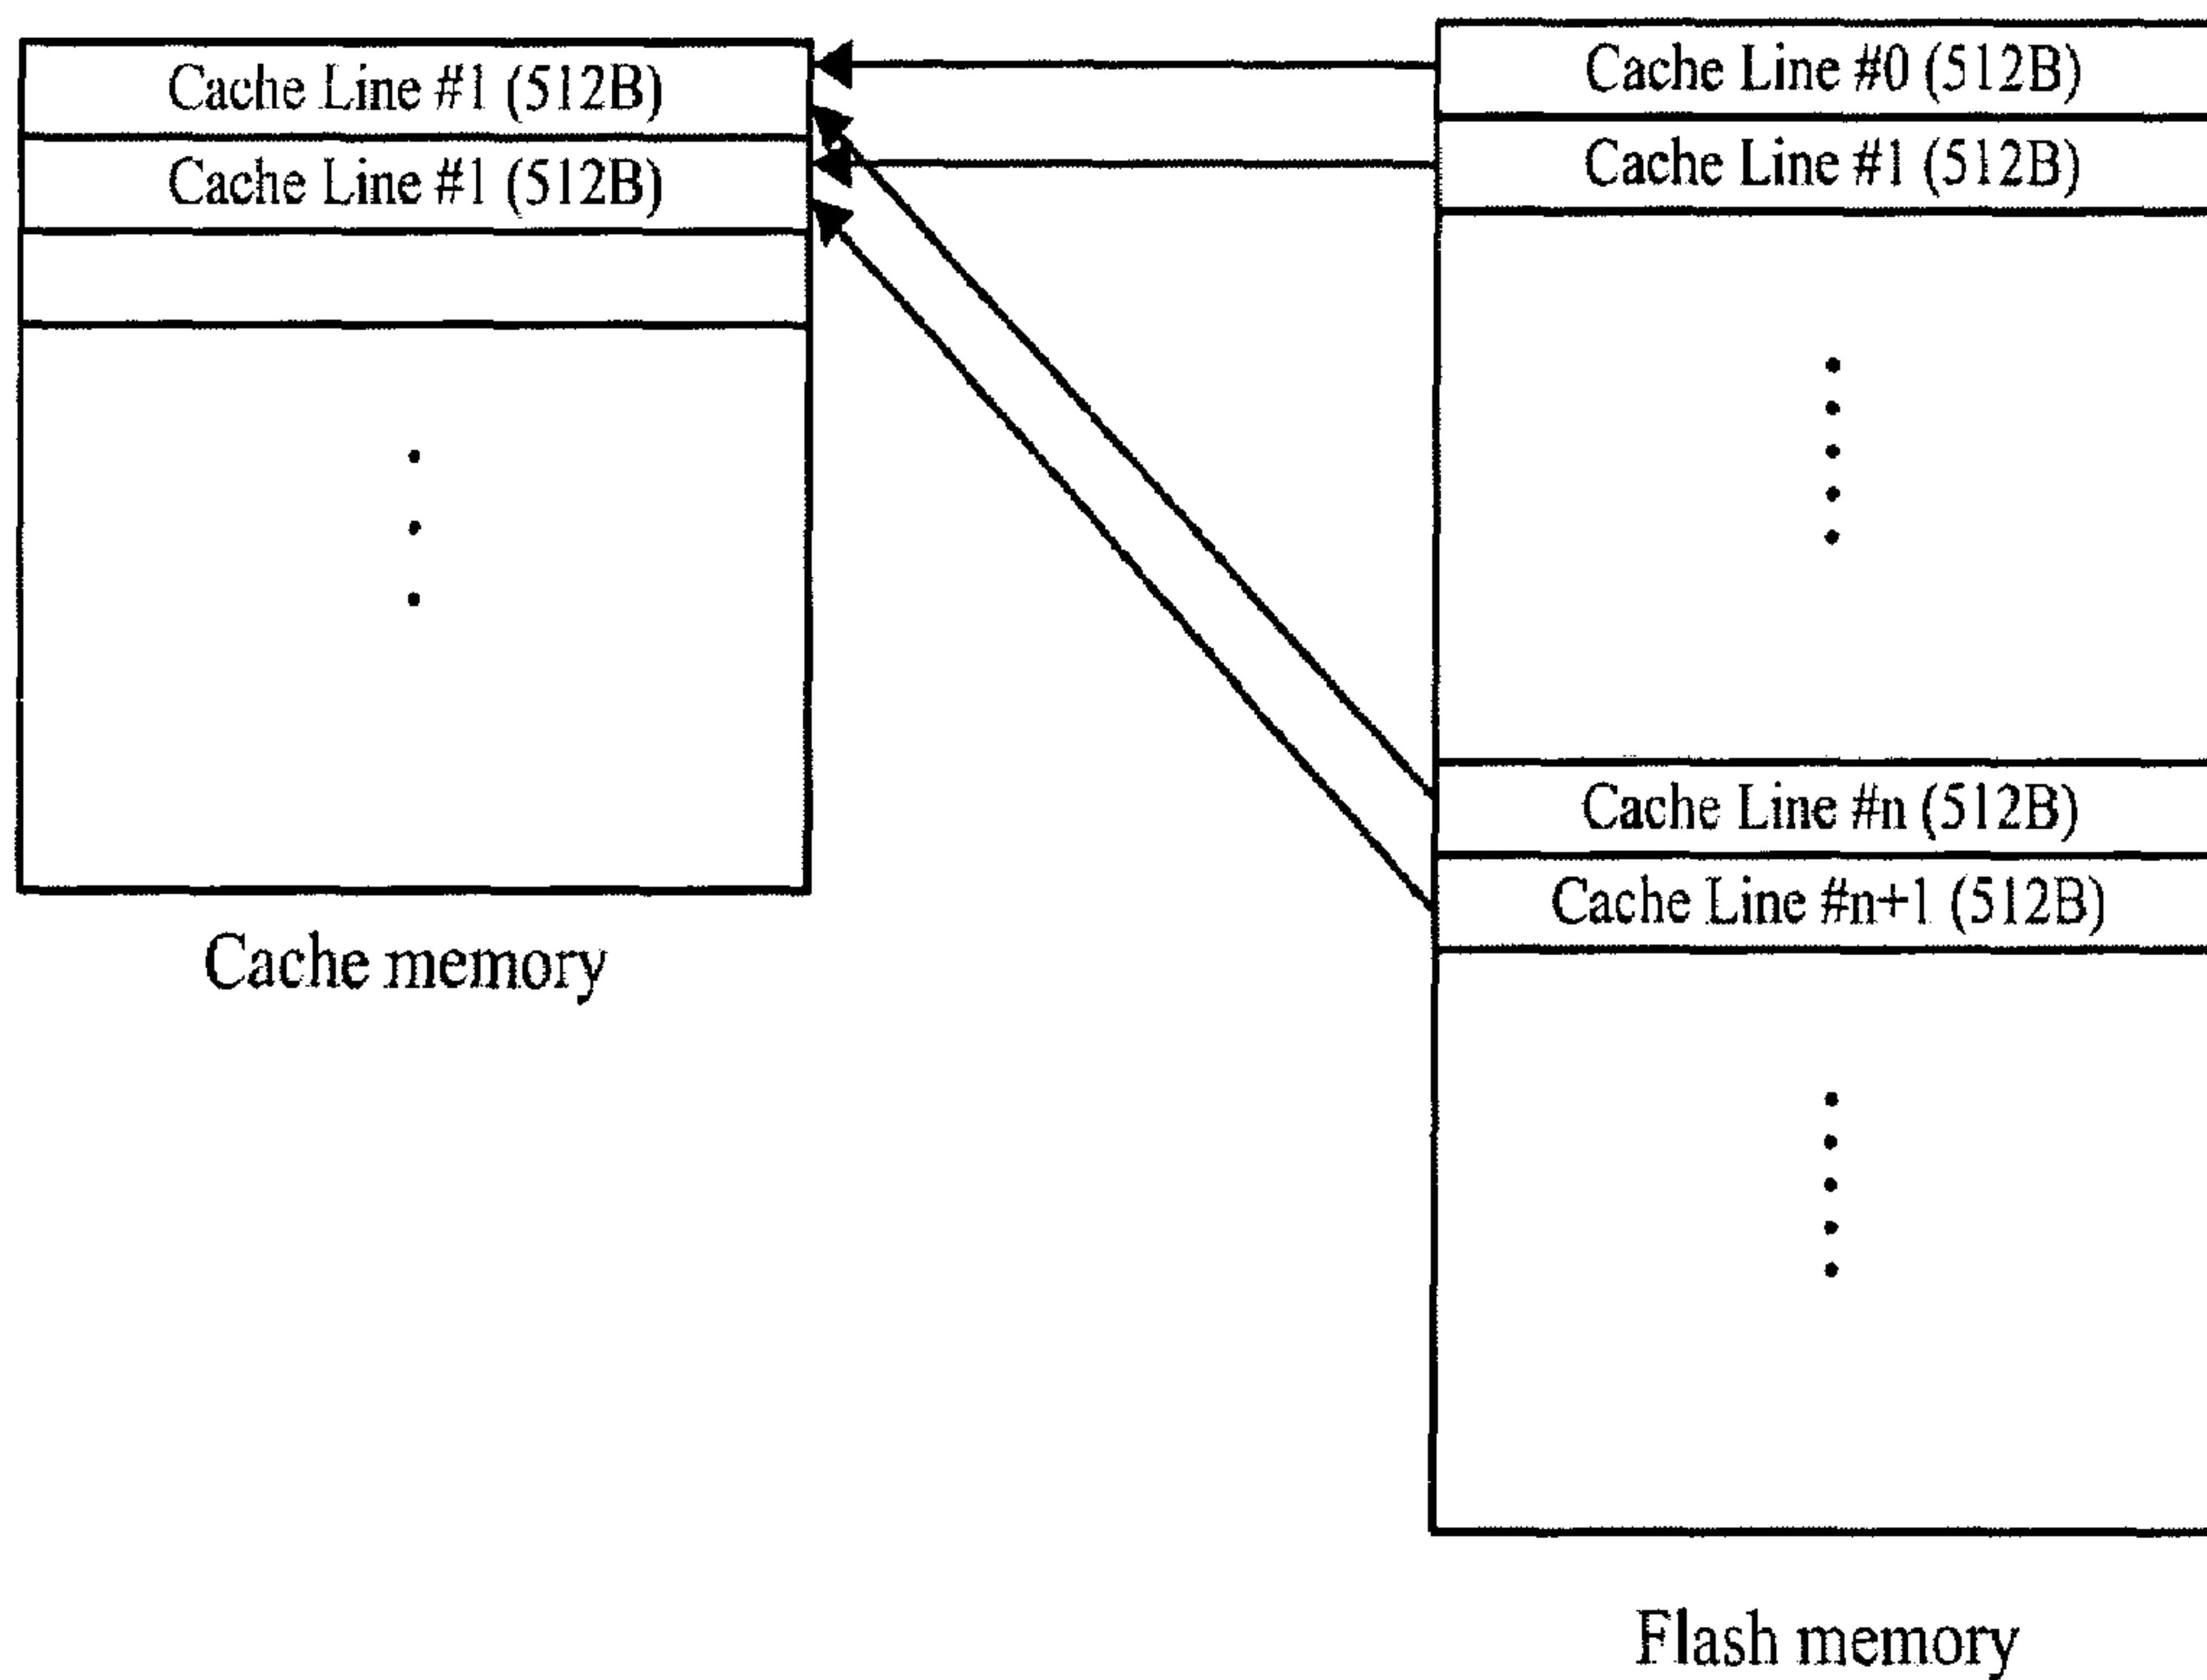 Cache Line #1 (512B)
Cache Line #1 (512B)
Cache memory
Cache Line #0 (512B)
Cache Line #1 (512B)
Cache Line #n (512B)
Cache Line #n+1 (512B)
Flash memory